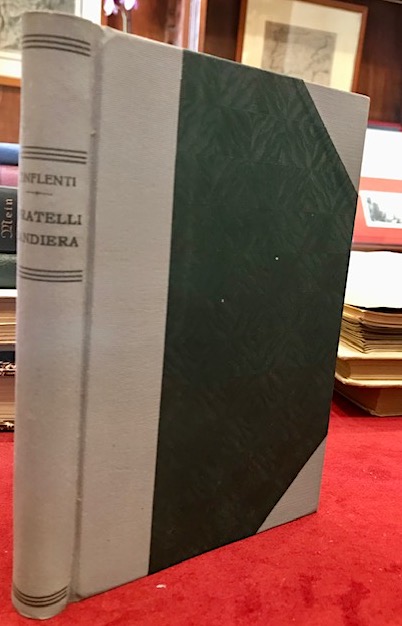 ONFLENTI
RATELLI
ANDIERA
Mein